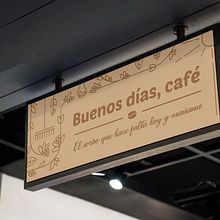 Buenos días, café
El sorbo que hace falta hoy y mañana